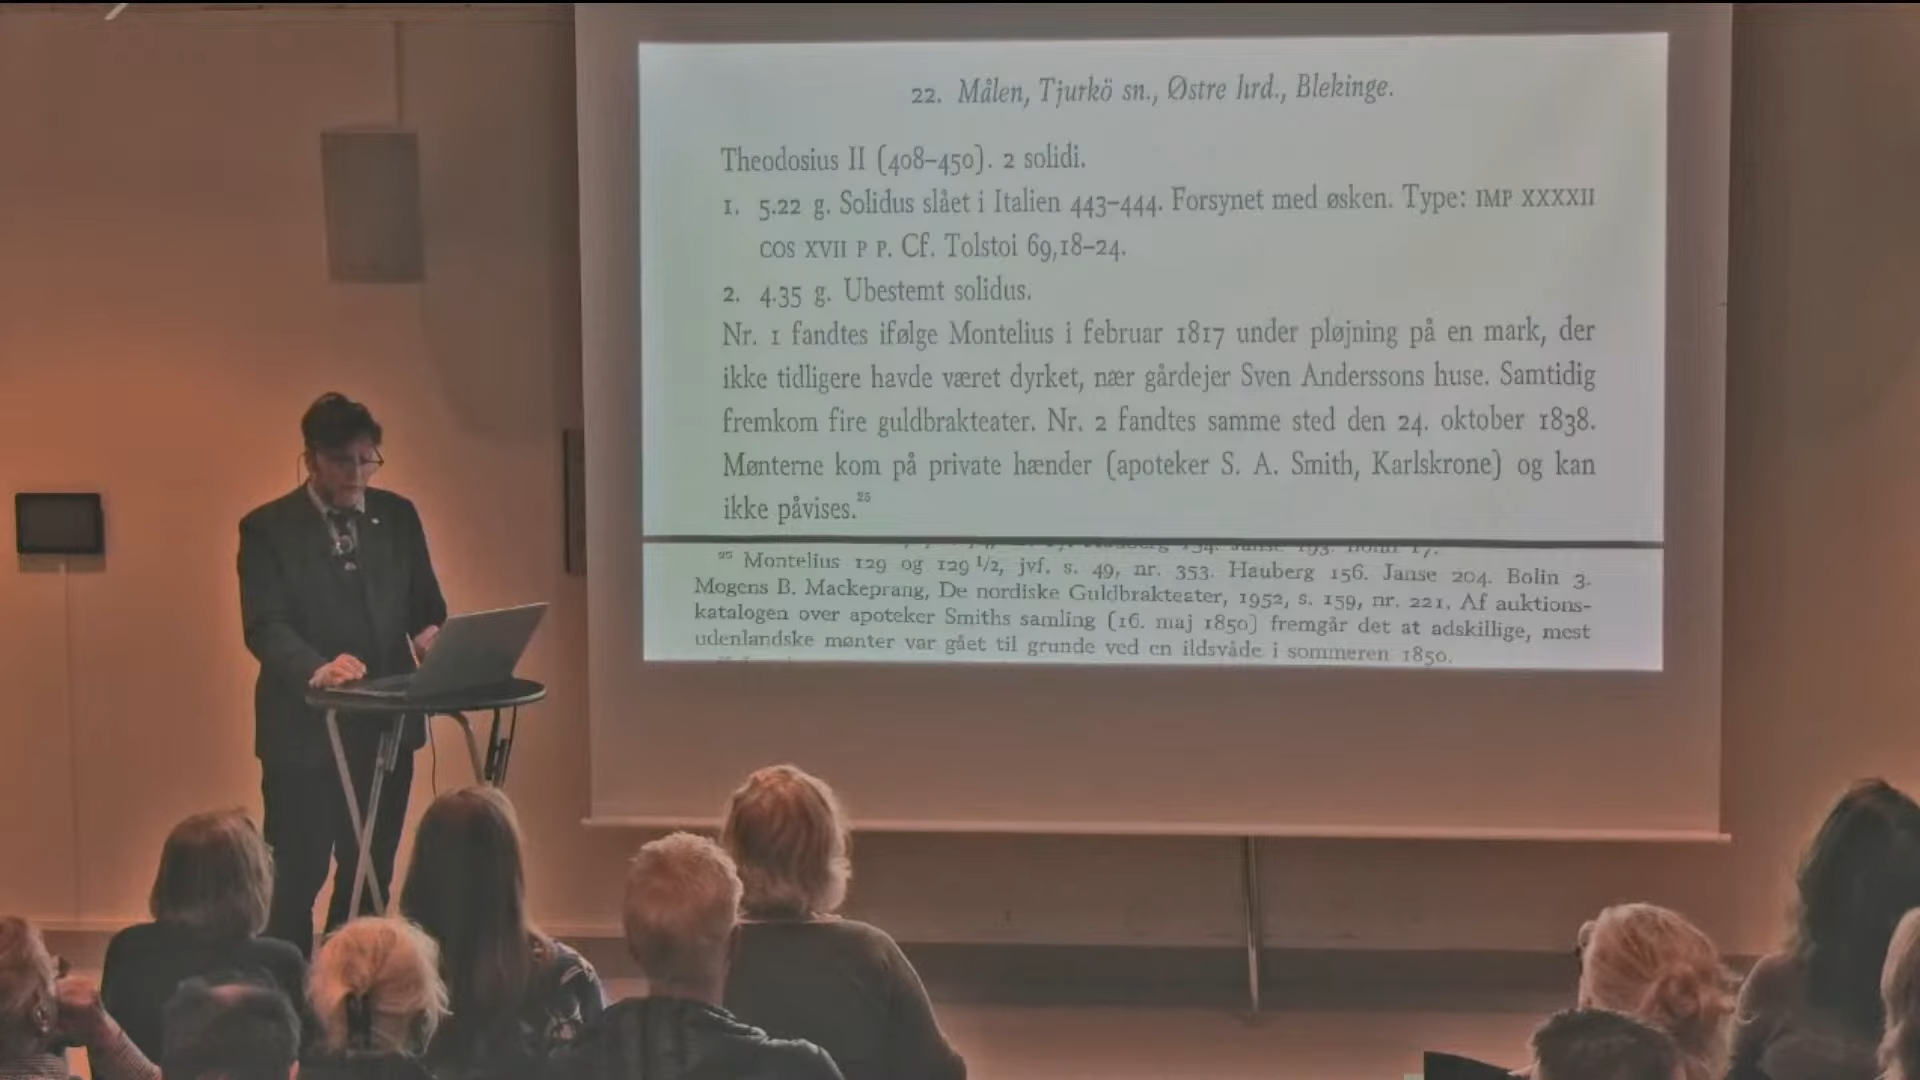 22. Målen, Tjurkö sn., Østre hrd., Blekinge.
Theodosius II (408–450). 2 solidi.
1. 5.22 g. Solidus slået i Italien 443–444. Forsynet med øsken. Type: IMP XXXXII
COS XVII P P. Cf. Tolstoi 69,18–24.
2. 4.35 g. Ubestemt solidus.
Nr. 1 fandtes ifølge Montelius i februar 1817 under pløjning på en mark, der
ikke tidligere havde været dyrket, nær gårdejer Sven Anderssons huse. Samtidig
fremkom fire guldbrakteater. Nr. 2 fandtes samme sted den 24. oktober 1838.
Mønterne kom på private hænder (apoteker S. A. Smith, Karlskrone) og kan
ikke påvises.25
25 Montelius 129 og 129 1/2, jvf. s. 49, nr. 353. Hauberg 156. Janse 204. Bolin 3.
Mogens B. Mackeprang, De nordiske Guldbrakteater, 1952, s. 159, nr. 221. Af auktions-
katalogen over apoteker Smiths samling (16. maj 1850) fremgår det at adskillige, mest
udenlandske mønter var gået til grunde ved en ildsvåde i sommeren 1850.